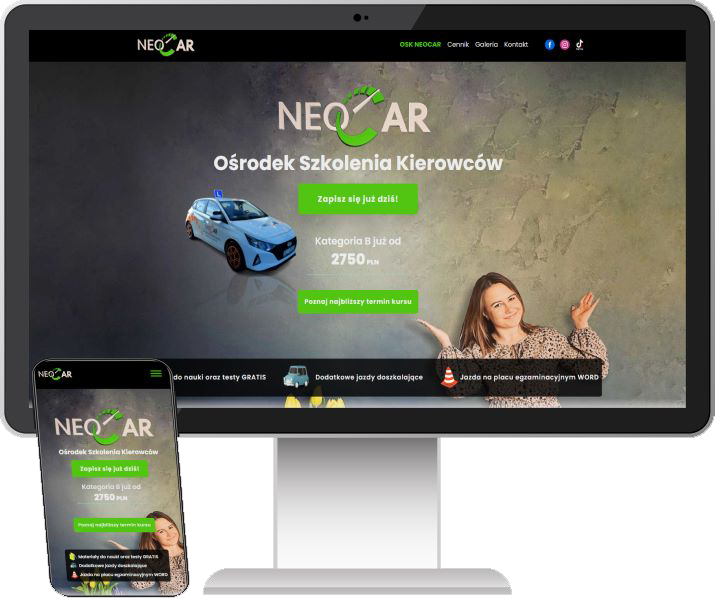 NEOCAR
OSK NEOCAR Cennik Galeria Kontakt
NEOCAR
Ośrodek Szkolenia Kierowców
Zapisz się już dziś!
L
Kategoria B już od
2750 PLN
Poznaj najbliższy termin kursu
do nauki oraz testy GRATIS
Dodatkowe jazdy doszkalające
Jazda na placu egzaminacyjnym WORD
NEOCAR
NEOCAR
Ośrodek Szkolenia Kierowców
Zapisz się już dziś!
Kategoria B już od
2750 PLN
Poznaj najbliższy termin kursu
Materiały do nauki oraz testy GRATIS
Dodatkowe jazdy doszkalające
Jazda na placu egzaminacyjnym WORD